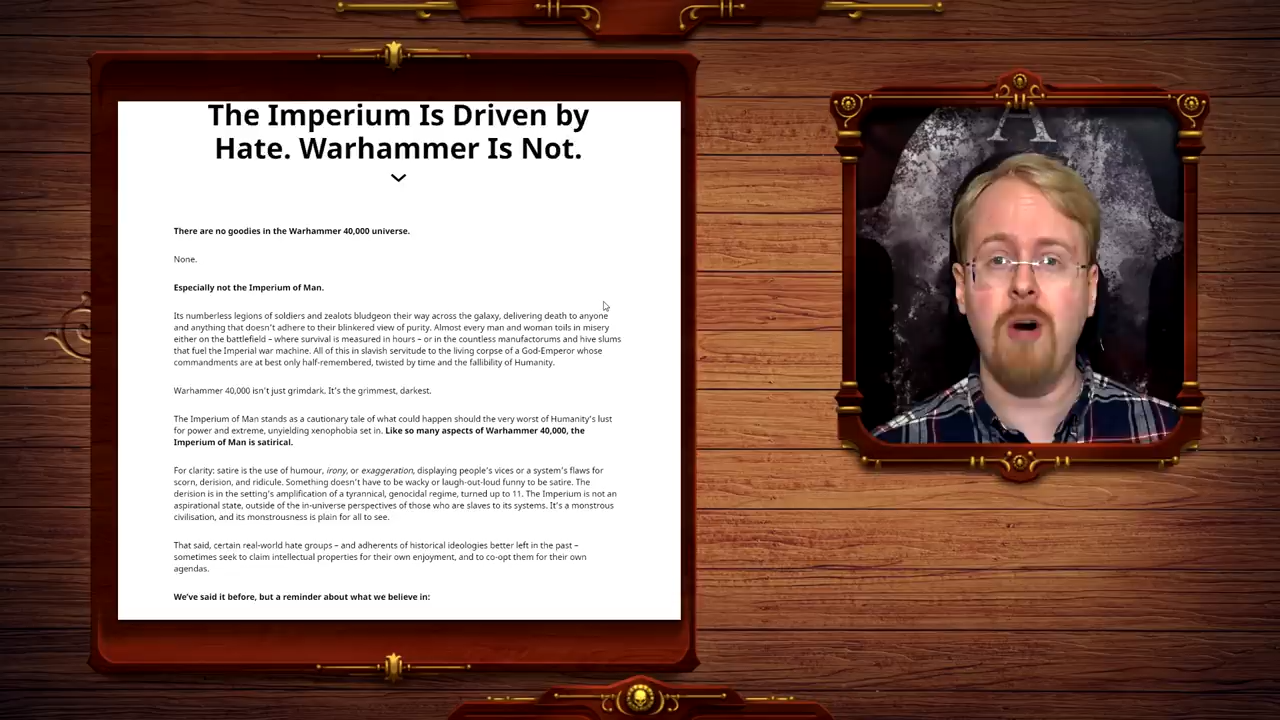 The Imperium Is Driven by
Hate. Warhammer Is Not.
There are no goodies in the Warhammer 40,000 universe.
None.
Especially not the Imperium of Man.
Its numberless legions of soldiers and zealots bludgeon their way across the galaxy, delivering death to anyone
and anything that doesn't adhere to their blinkered view of purity. Almost every man and woman toils in misery
either on the battlefield – where survival is measured in hours – or in the countless manufactorums and hive slums
that fuel the Imperial war machine. All of this in slavish servitude to the living corpse of a God-Emperor whose
commandments are at best only half-remembered, twisted by time and the fallibility of Humanity.
Warhammer 40,000 isn't just grimdark. It's the grimmest, darkest.
The Imperium of Man stands as a cautionary tale of what could happen should the very worst of Humanity's lust
for power and extreme, unyielding xenophobia set in. Like so many aspects of Warhammer 40,000, the
Imperium of Man is satirical.
For clarity: satire is the use of humour, irony, or exaggeration, displaying people's vices or a system's flaws for
scorn, derision, and ridicule. Something doesn't have to be wacky or laugh-out-loud funny to be satire. The
derision is in the setting's amplification of a tyrannical, genocidal regime, turned up to 11. The Imperium is not an
aspirational state, outside of the in-universe perspectives of those who are slaves to its systems. It's a monstrous
civilisation, and its monstrousness is plain for all to see.
That said, certain real-world hate groups – and adherents of historical ideologies better left in the past –
sometimes seek to claim intellectual properties for their own enjoyment, and to co-opt them for their own
agendas.
We've said it before, but a reminder about what we believe in:
A